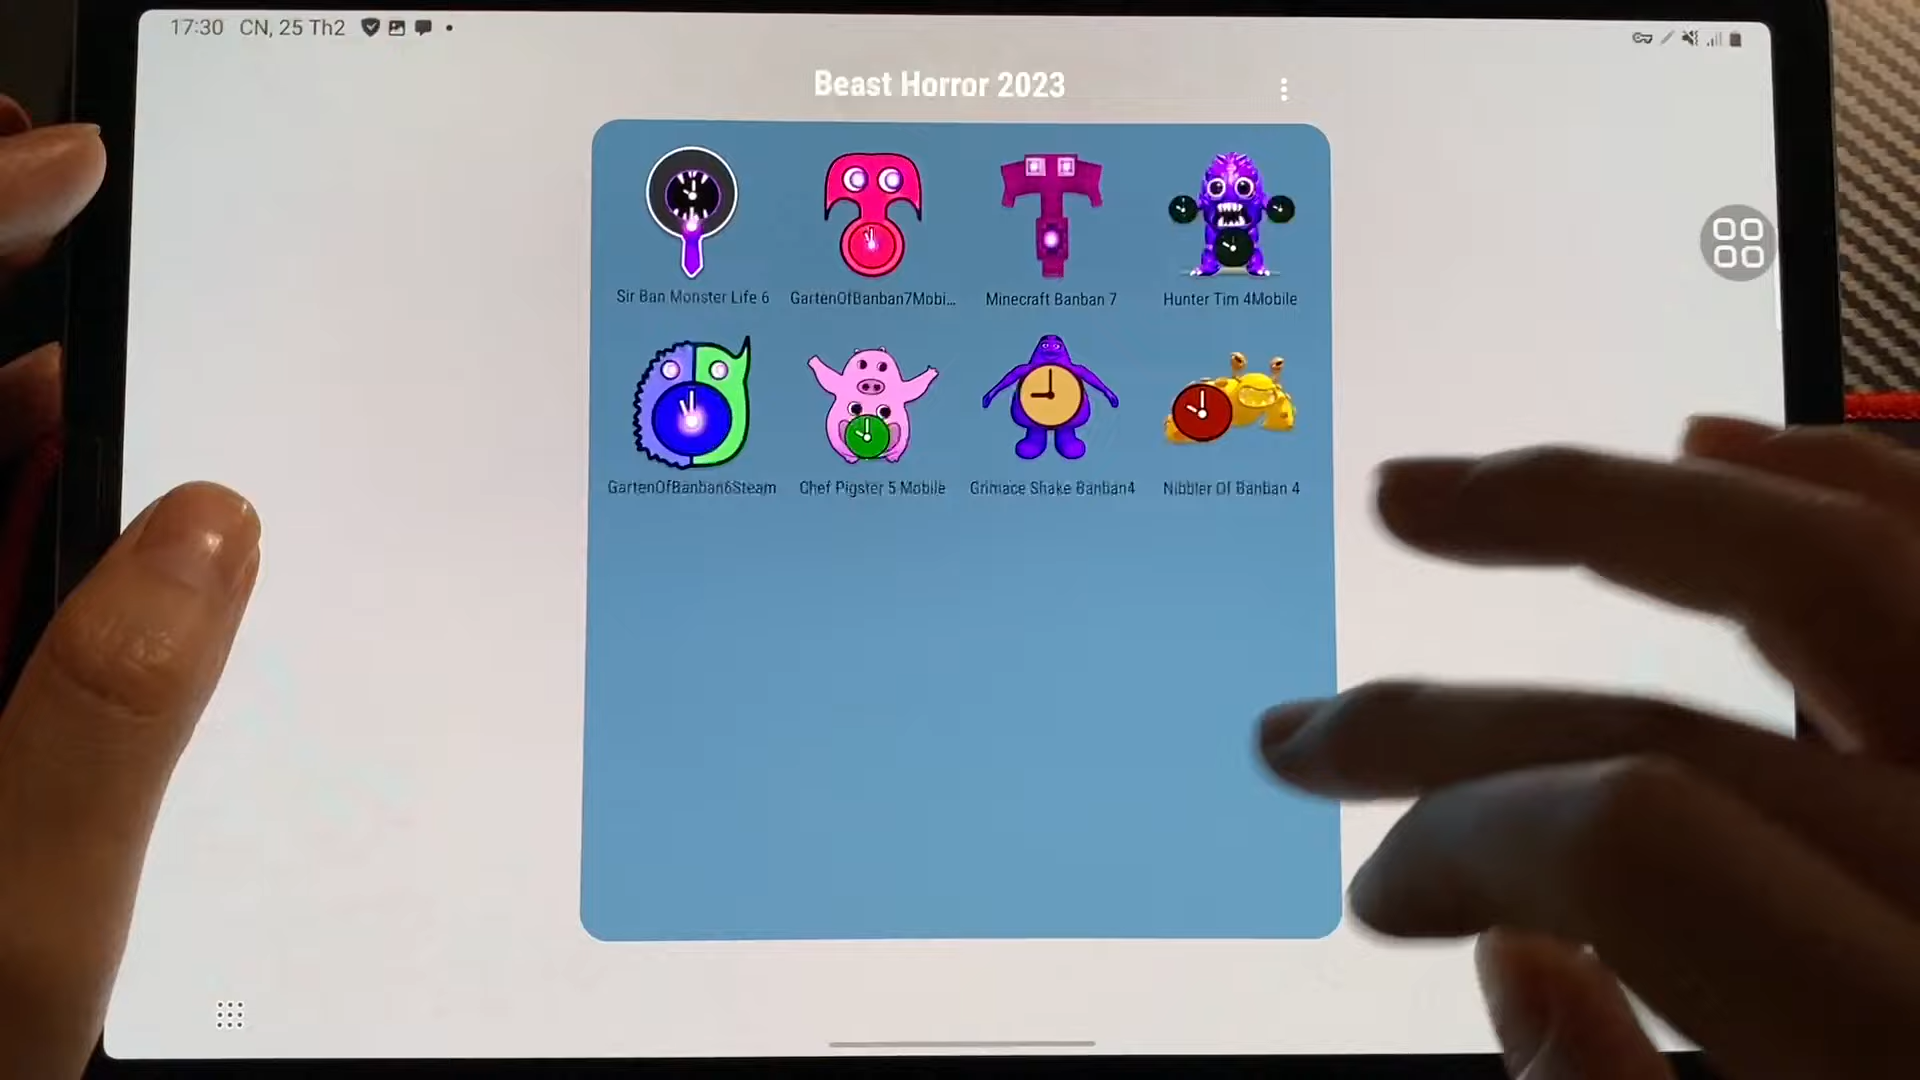 17:30 CN, 25 Th2
Beast Horror 2023
Sir Ban Monster Life 6
GartenOfBanban7Mobi...
Minecraft Banban 7
Hunter Tim 4Mobile
GartenOfBanban6Steam
Chef Pigster 5 Mobile
Grimace Shake Banban4
Nibbler Of Banban 4